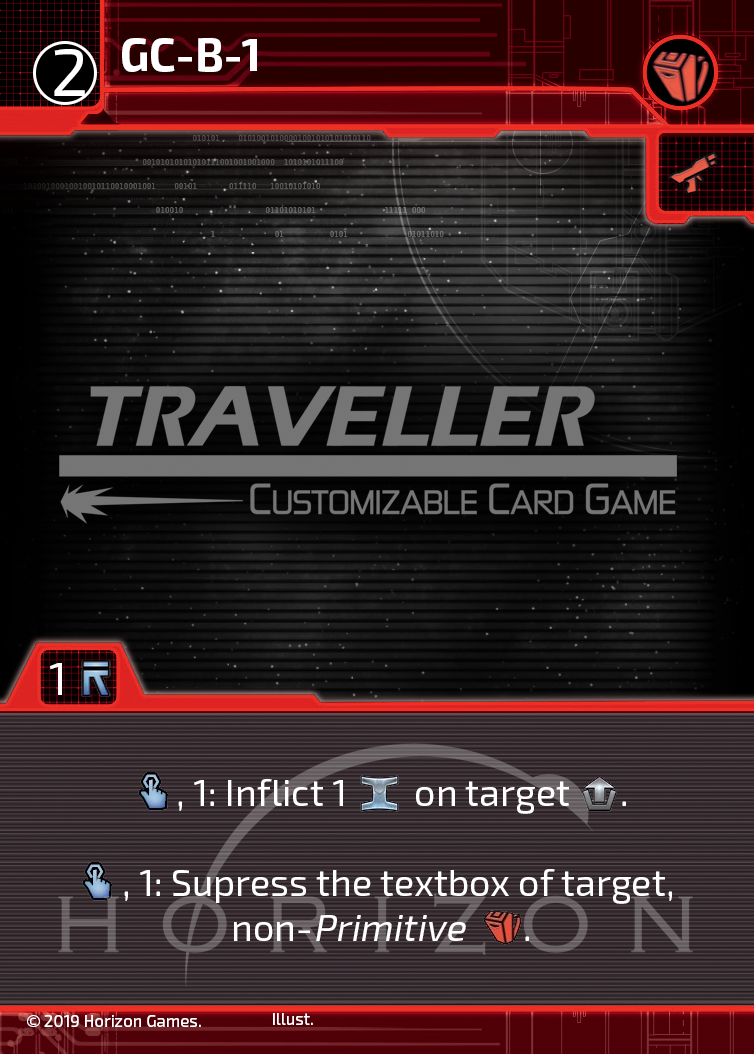 2
GC-B-1
TRAVELLER
CUSTOMIZABLE CARD GAME
1
, 1: Inflict 1 on target .
, 1: Supress the textbox of target,
non-Primitive .
HORIZON
© 2019 Horizon Games.
Illust.